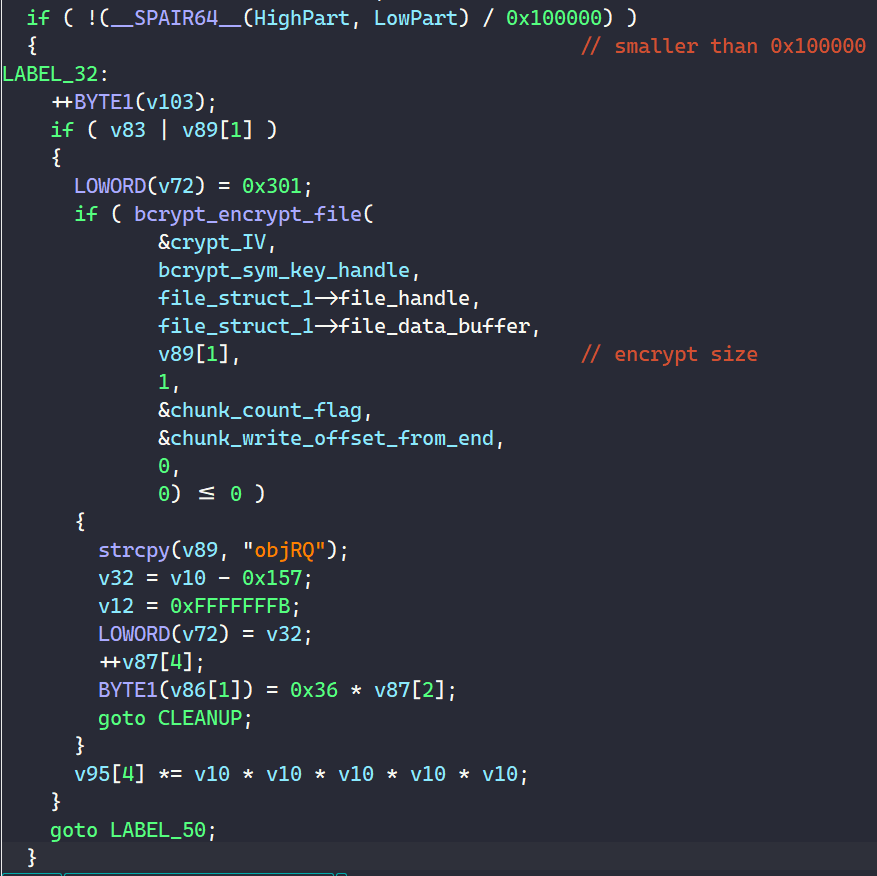 if ( !(__SPAIR64__(HighPart, LowPart) / 0x100000) )
{ // smaller than 0x100000
LABEL_32:
++BYTE1(v103);
if ( v83 | v89[1] )
{
LOWORD(v72) = 0x301;
if ( bcrypt_encrypt_file(
&crypt_IV,
bcrypt_sym_key_handle,
file_struct_1->file_handle,
file_struct_1->file_data_buffer,
v89[1], // encrypt size
1,
&chunk_count_flag,
&chunk_write_offset_from_end,
0,
0) <= 0 )
{
strcpy(v89, "objRQ");
v32 = v10 - 0x157;
v12 = 0xFFFFFFFB;
LOWORD(v72) = v32;
++v87[4];
BYTE1(v86[1]) = 0x36 * v87[2];
goto CLEANUP;
}
v95[4] *= v10 * v10 * v10 * v10 * v10;
}
goto LABEL_50;
}